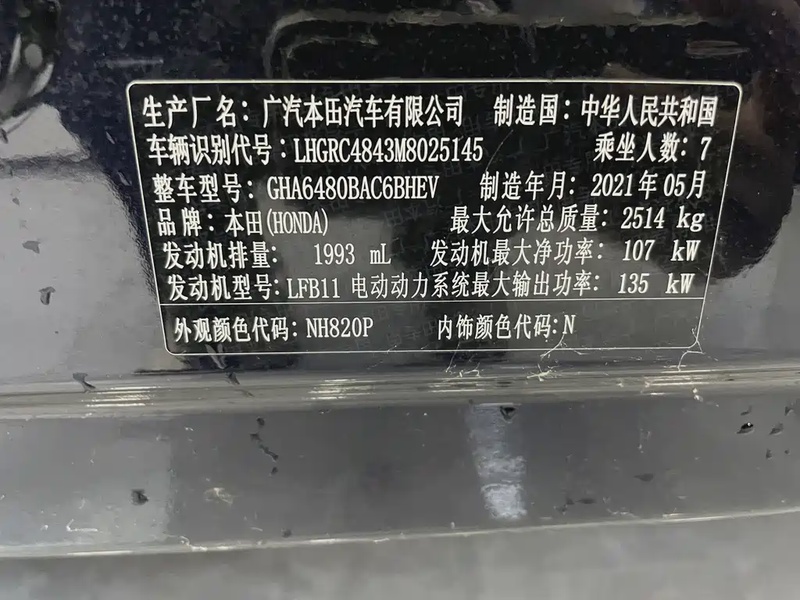 生产厂名：广汽本田汽车有限公司 制造国：中华人民共和国
车辆识别代号：LHGRC4843M8025145 乘坐人数：7
整车型号：GHA6480BAC6BHEV 制造年月：2021年05月
品牌：本田(HONDA) 最大允许总质量：2514 kg
发动机排量： 1993 mL 发动机最大净功率：107 kW
发动机型号：LFB11 电动动力系统最大输出功率：135 kW
外观颜色代码：NH820P 内饰颜色代码：N